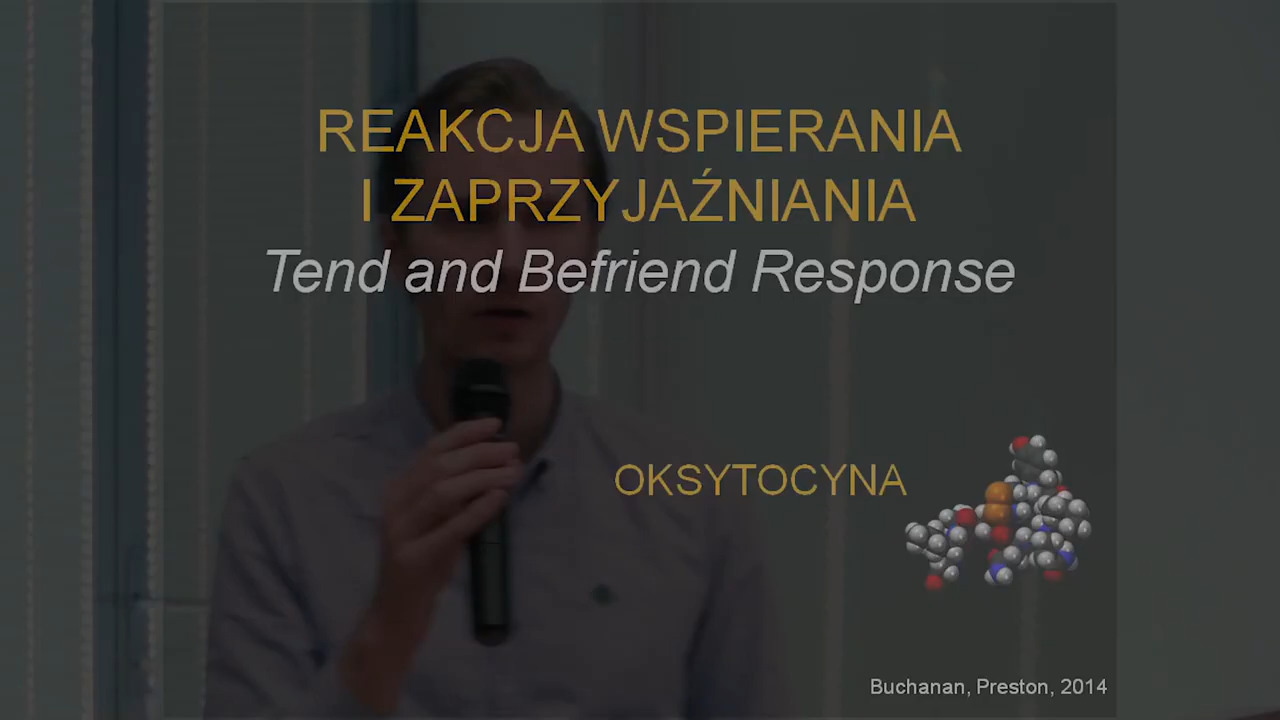 REAKCJA WSPIERANIA
I ZAPRZYJAŹNIANIA
Tend and Befriend Response
OKSYTOCYNA
Buchanan, Preston, 2014